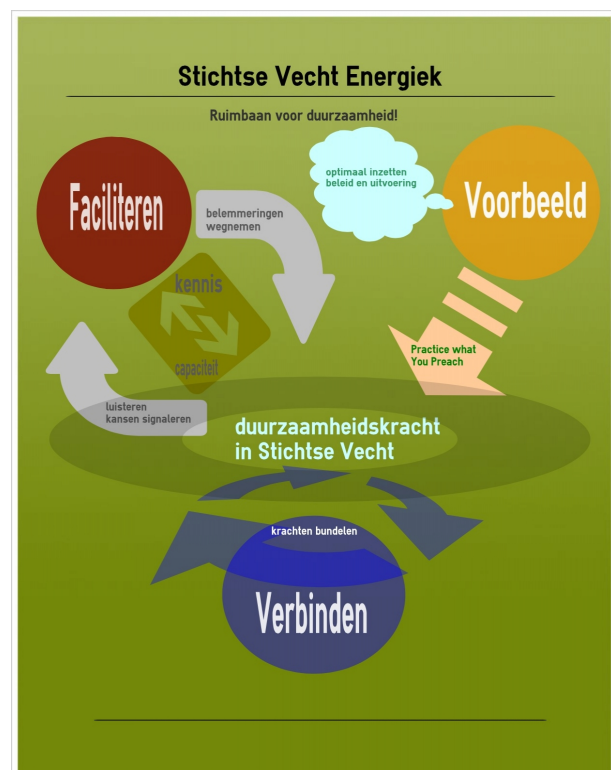 Stichtse Vecht Energiek
Ruimbaan voor duurzaamheid!
Faciliteren
belemmeringen
wegnemen
optimaal inzetten
beleid en uitvoering
Voorbeeld
kennis
capaciteit
Practice what
You Preach
luisteren
kansen signaleren
duurzaamheidskracht
in Stichtse Vecht
krachten bundelen
Verbinden